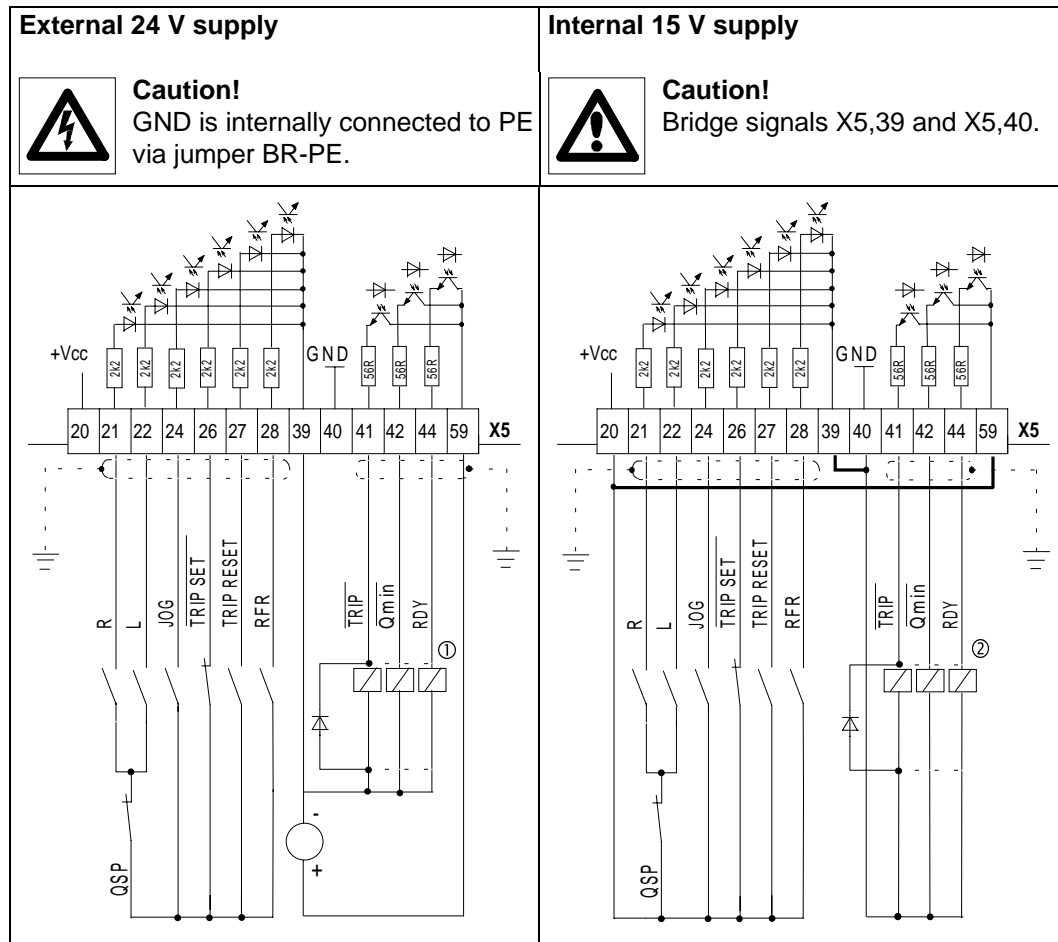 External 24 V supply
Caution!
GND is internally connected to PE
via jumper BR-PE.
Internal 15 V supply
Caution!
Bridge signals X5,39 and X5,40.
+Vcc
2k2
2k2
2k2
2k2
2k2
2k2
GND
56R
56R
56R
20 21 22 24 26 27 28 39 40 41 42 44 59 X5
R
L
JOG
TRIP SET
TRIP RESET
RFR
TRIP
Qmin
RDY
①
QSP
-
+
+Vcc
2k2
2k2
2k2
2k2
2k2
2k2
GND
56R
56R
56R
20 21 22 24 26 27 28 39 40 41 42 44 59 X5
R
L
JOG
TRIP SET
TRIP RESET
RFR
TRIP
Qmin
RDY
②
QSP